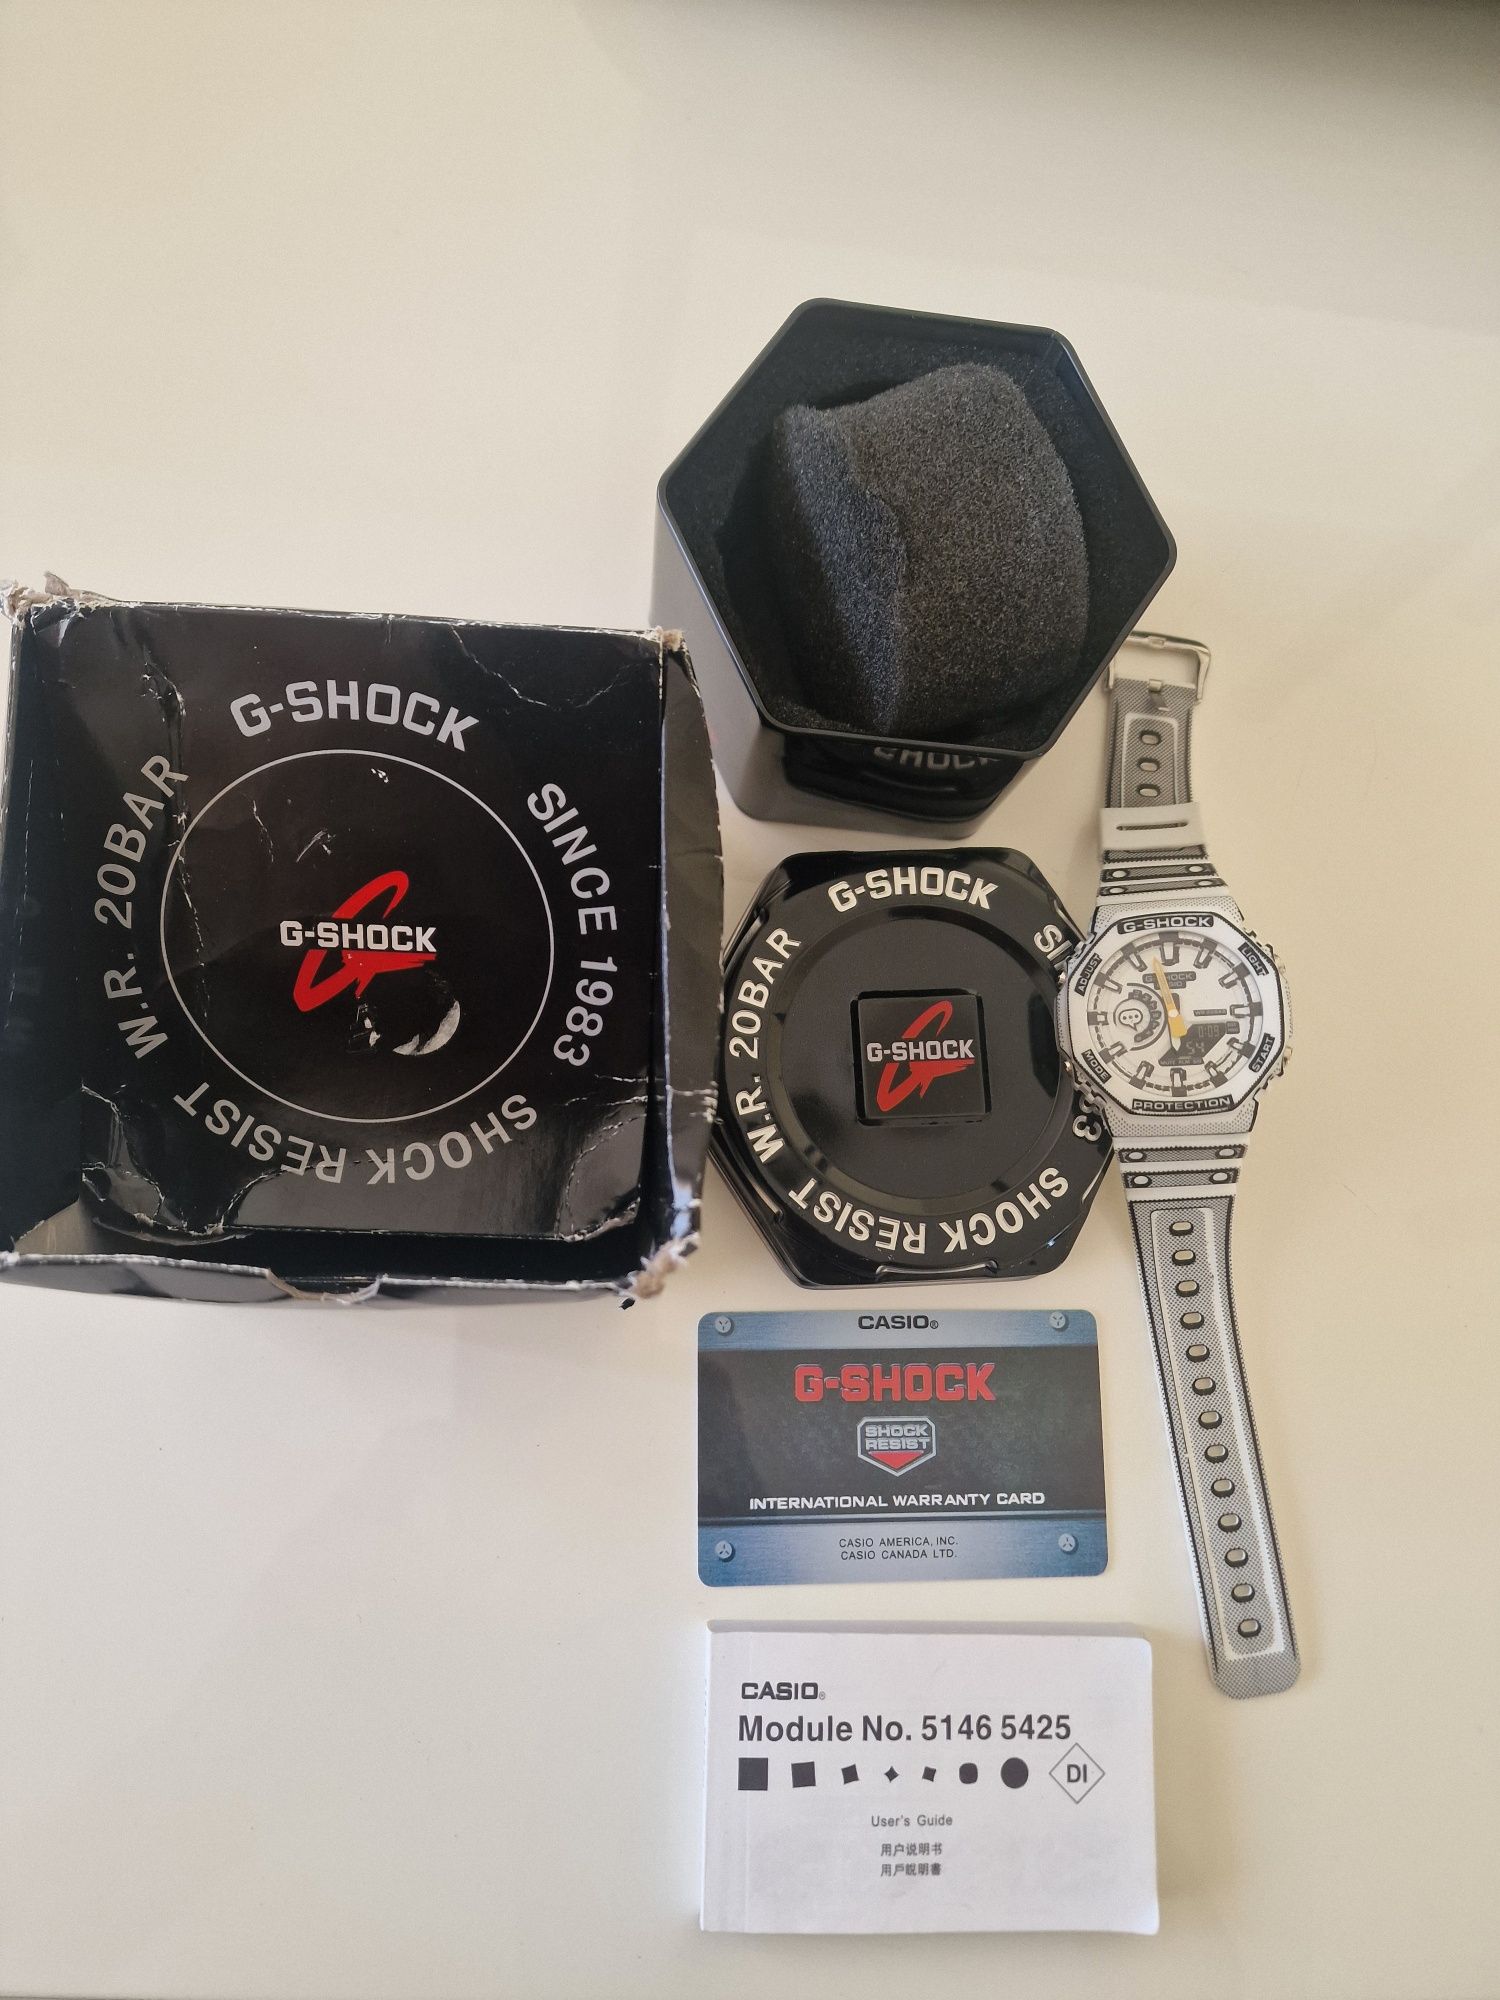 G-SHOCK
SINCE 1983
SHOCK RESIST
W.R. 20BAR
G-SHOCK
SHOCK
G-SHOCK
SHOCK RESIST
W.R. 20BAR
G-SHOCK
G-SHOCK
LIGHT
START
PROTECTION
MODE
ADJUST
G-SHOCK
CASIO®
G-SHOCK
SHOCK
RESIST
INTERNATIONAL WARRANTY CARD
CASIO AMERICA, INC.
CASIO CANADA LTD.
CASIO®
Module No. 5146 5425
DI
User's Guide
用户说明书
用戶說明書